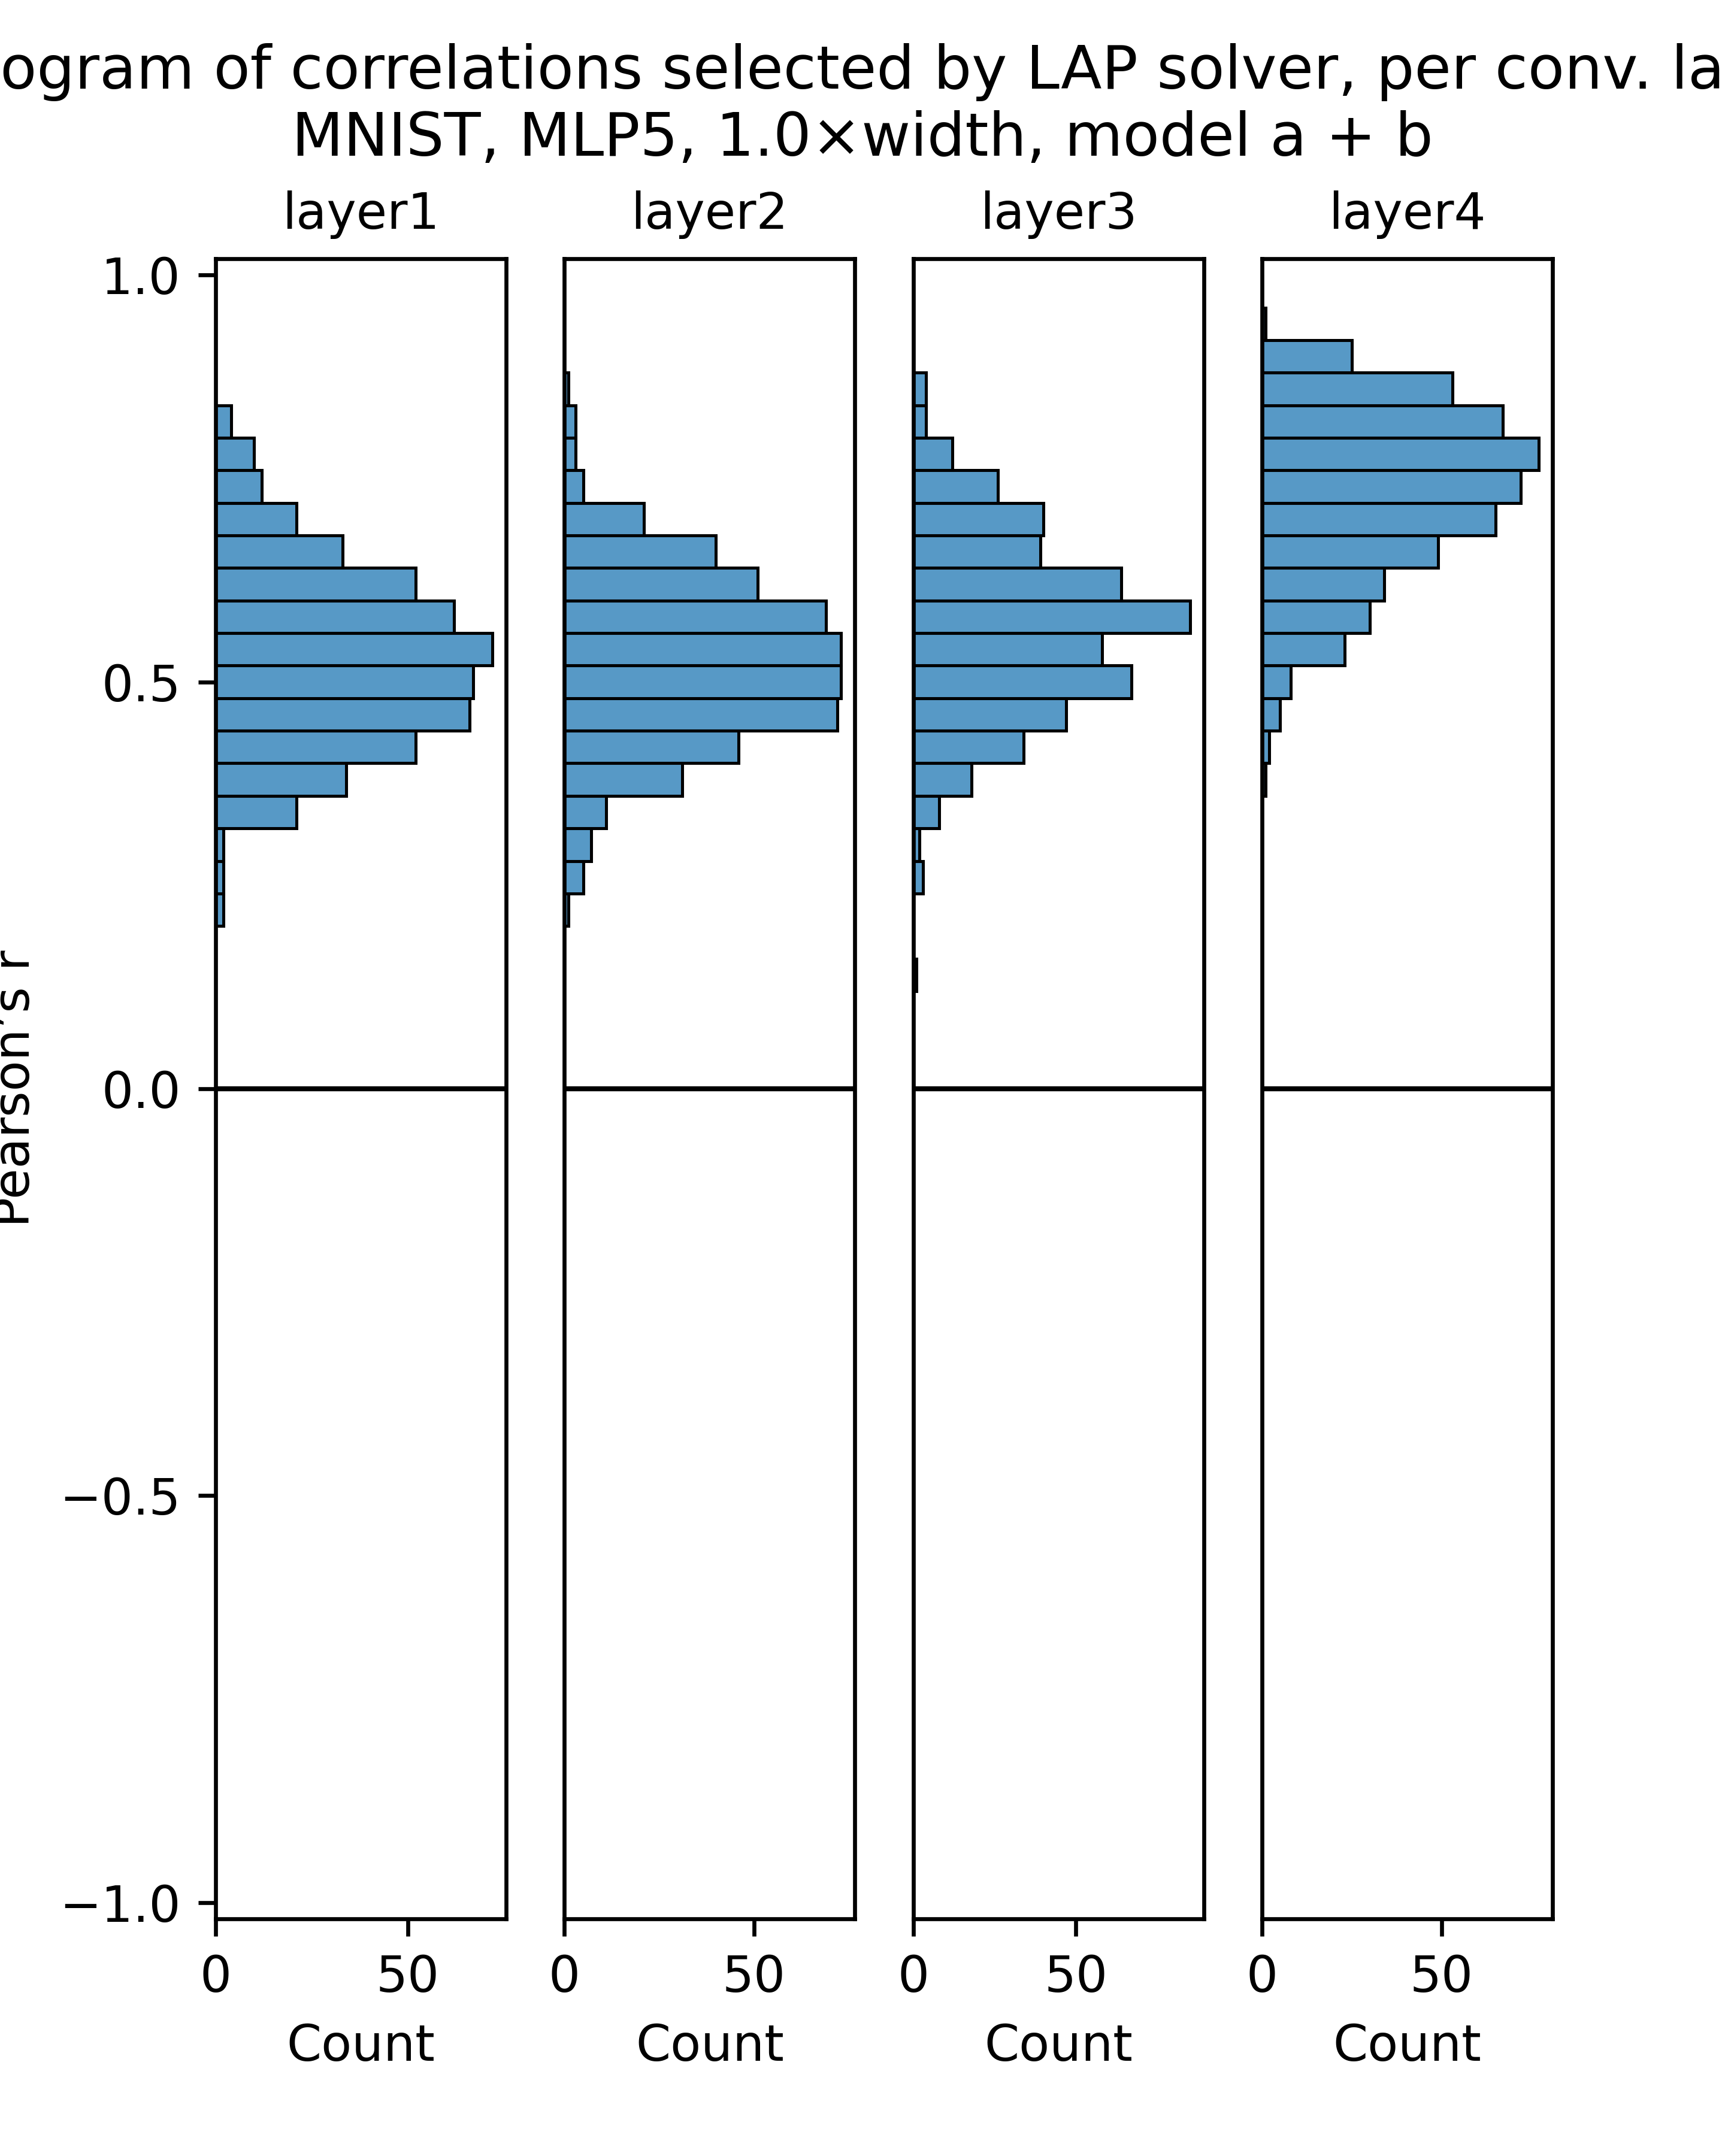 ogram of correlations selected by LAP solver, per conv. la
MNIST, MLP5, 1.0×width, model a + b
layer1 layer2 layer3 layer4
1.0
0.5
0.0
−0.5
−1.0
Pearson's r
0 50 0 50 0 50 0 50
Count Count Count Count